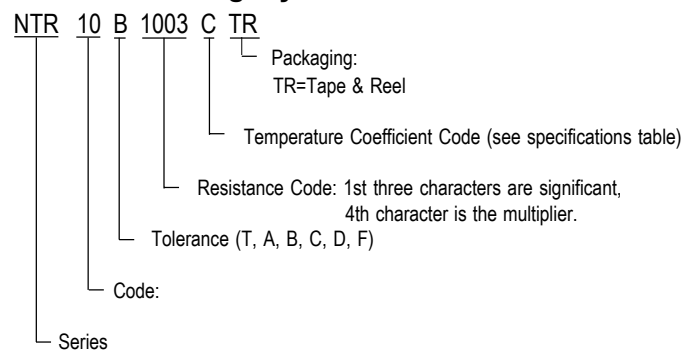 NTR 10 B 1003 C TR
Packaging:
TR=Tape & Reel
Temperature Coefficient Code (see specifications table)
Resistance Code: 1st three characters are significant,
4th character is the multiplier.
Tolerance (T, A, B, C, D, F)
Code:
Series